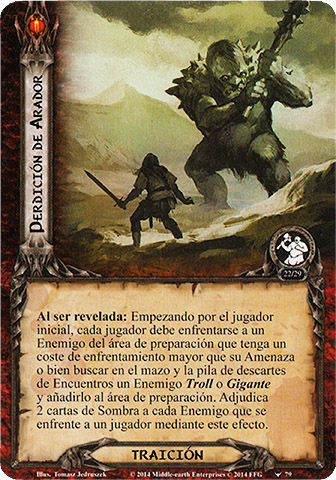 Perdición de Arador
22/29
Al ser revelada: Empezando por el jugador
inicial, cada jugador debe enfrentarse a un
Enemigo del área de preparación que tenga un
coste de enfrentamiento mayor que su Amenaza
o bien buscar en el mazo y la pila de descartes
de Encuentros un Enemigo Troll o Gigante
y añadirlo al área de preparación. Adjudica
2 cartas de Sombra a cada Enemigo que se
enfrente a un jugador mediante este efecto.
TRAICIÓN
Illus. Tomasz Jedruszek
© 2014 Middle-earth Enterprises © 2014 FFG
79